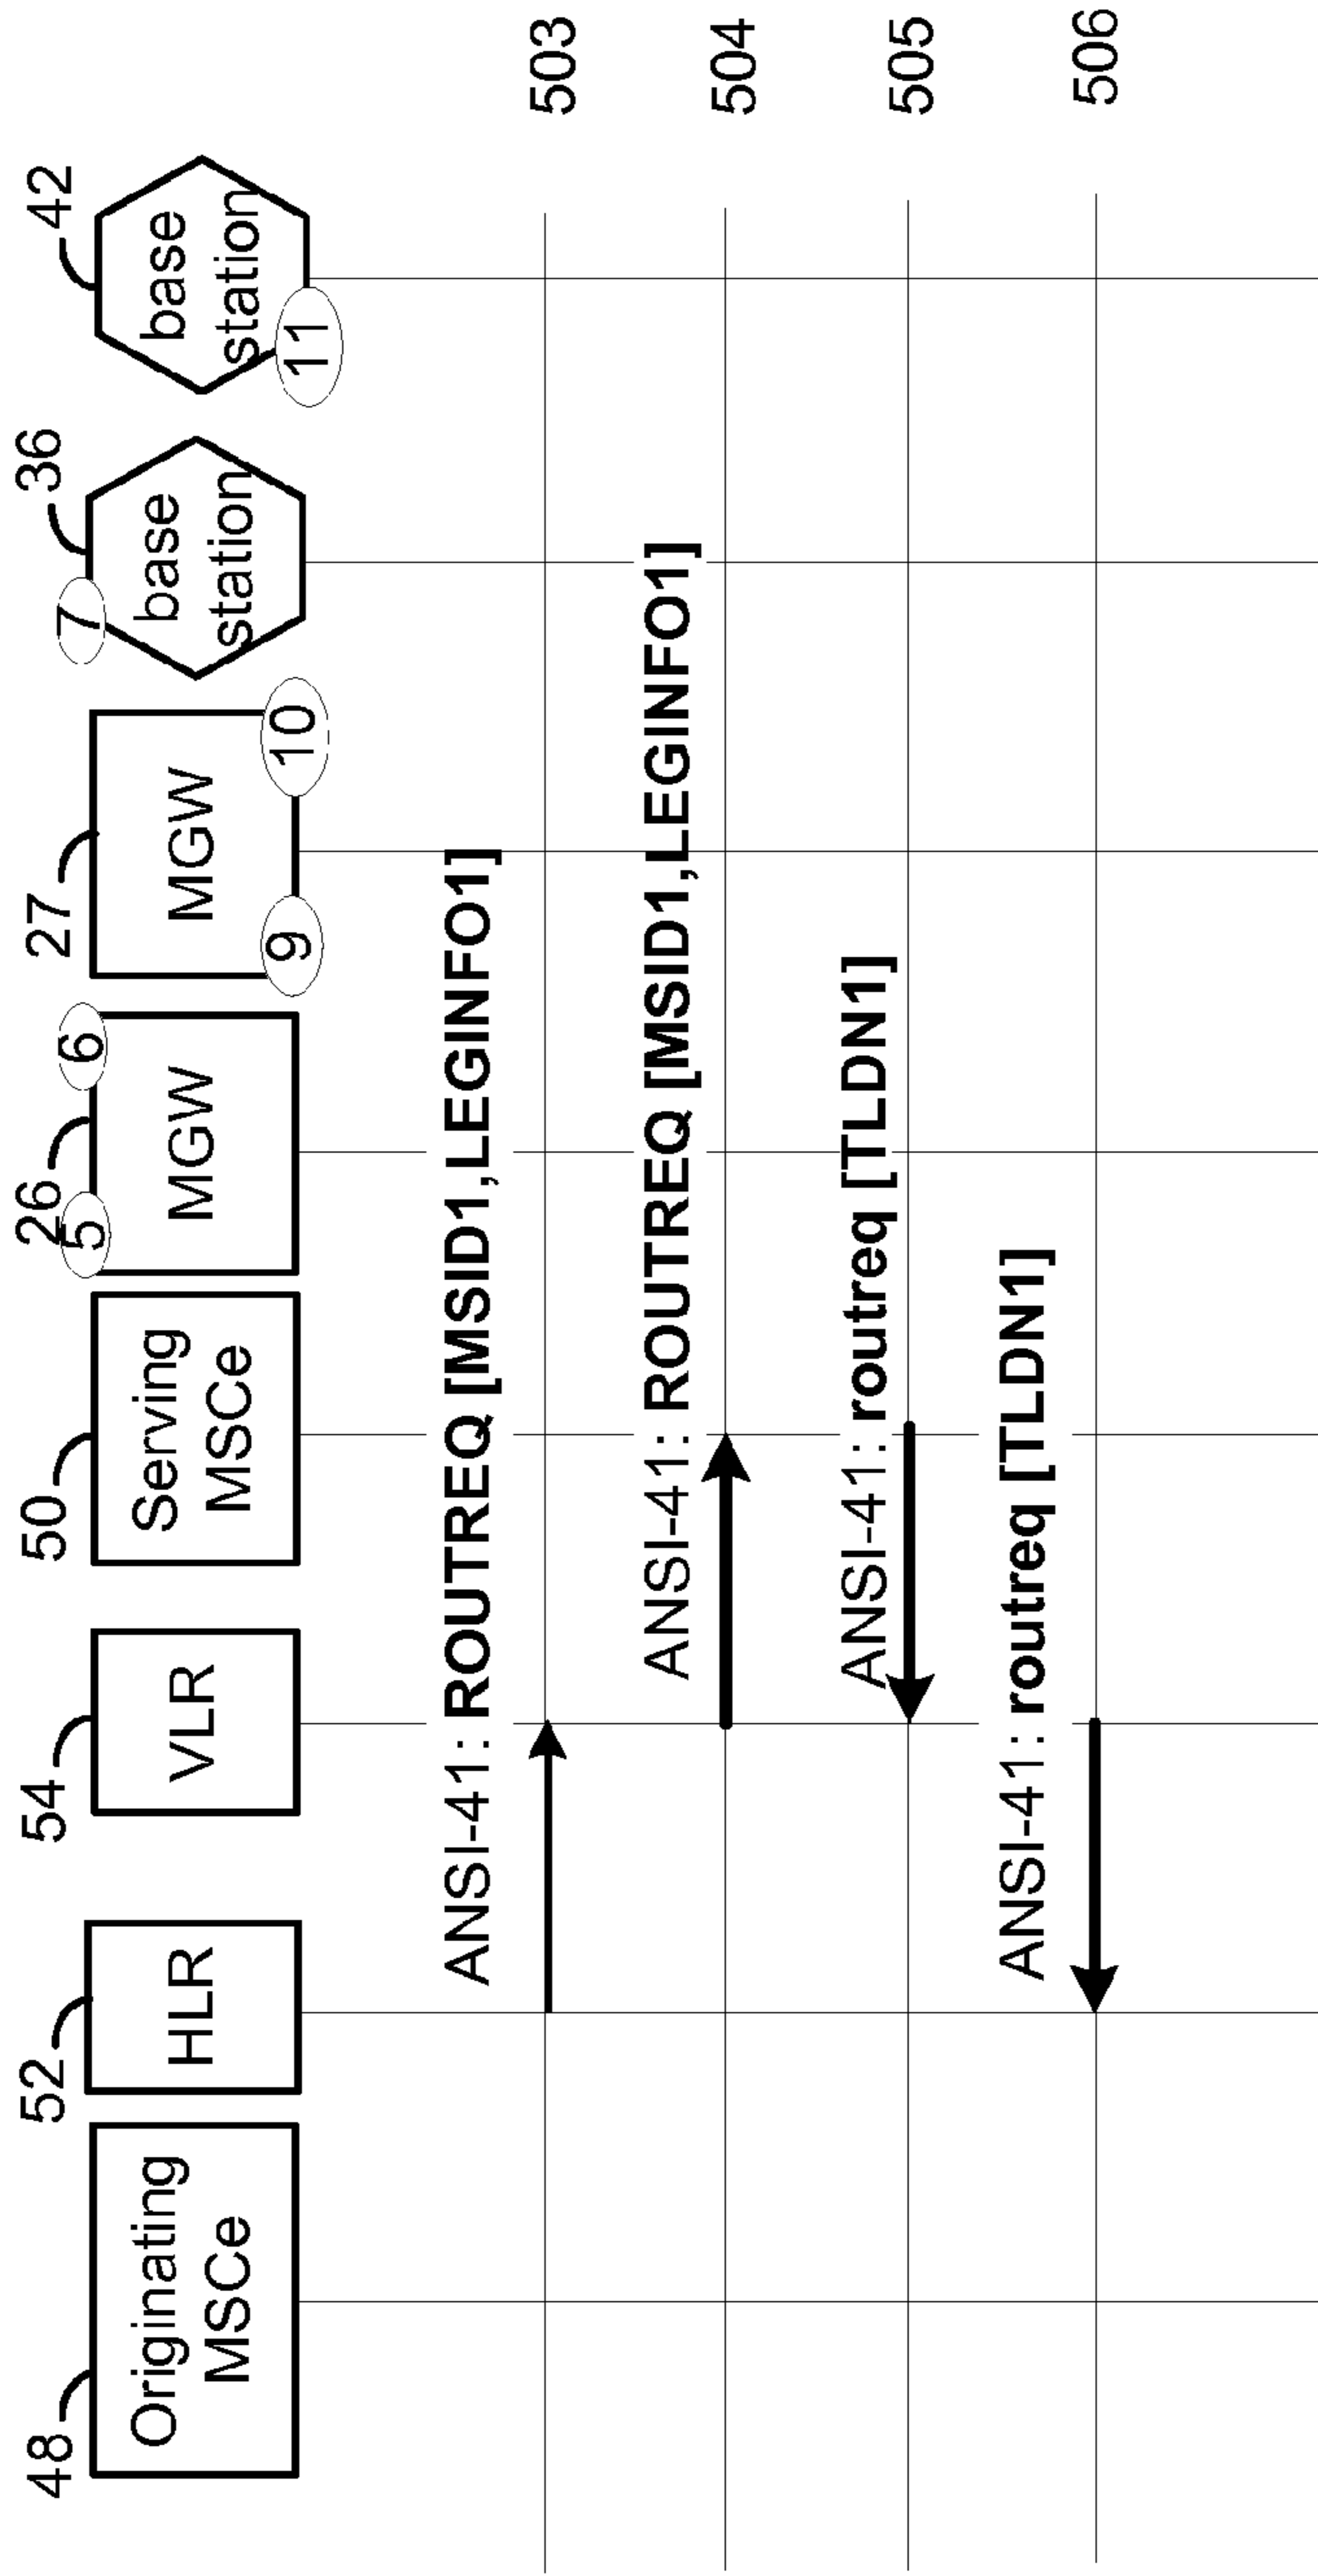 48
Originating
MSCe
52
HLR
54
VLR
50
Serving
MSCe
26
5
6
MGW
27
MGW
9
10
36
7
base
station
42
base
station
11
ANSI-41: ROUTREQ [MSID1,LEGINFO1]
503
ANSI-41: ROUTREQ [MSID1,LEGINFO1]
504
ANSI-41: routreq [TLDN1]
505
ANSI-41: routreq [TLDN1]
506